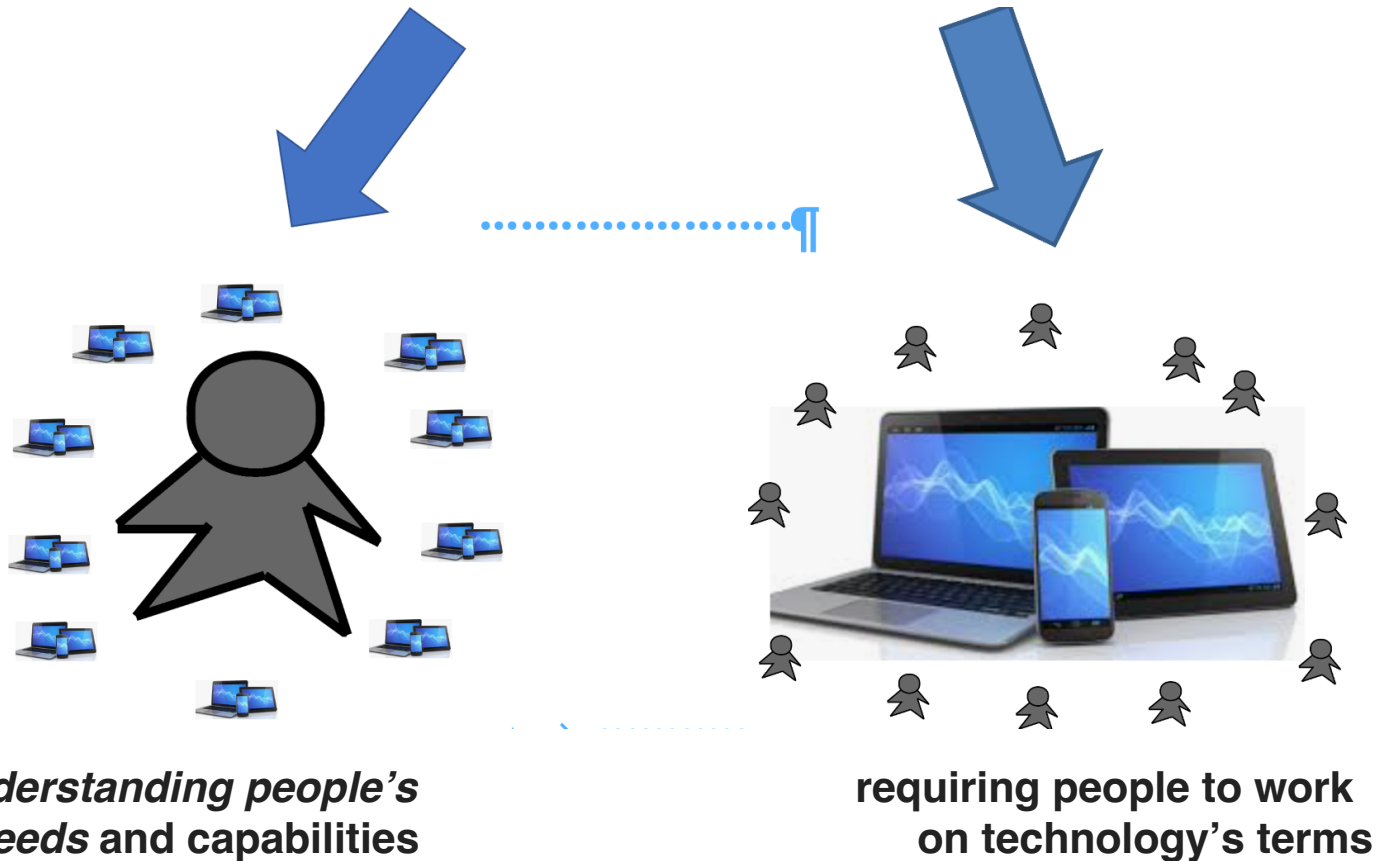 ¶
derstanding people’s
eeds and capabilities
requiring people to work
on technology’s terms